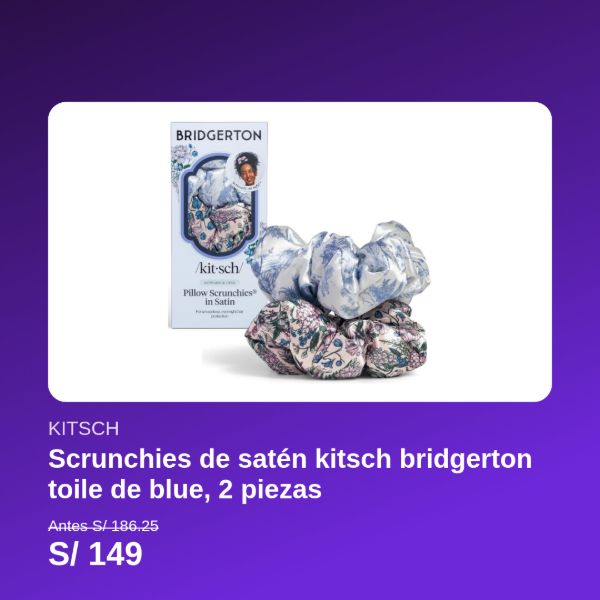 BRIDGERTON
/kit·sch/
Pillow Scrunchies®
in Satin
KITSCH
Scrunchies de satén kitsch bridgerton
toile de blue, 2 piezas
Antes S/ 186.25
S/ 149